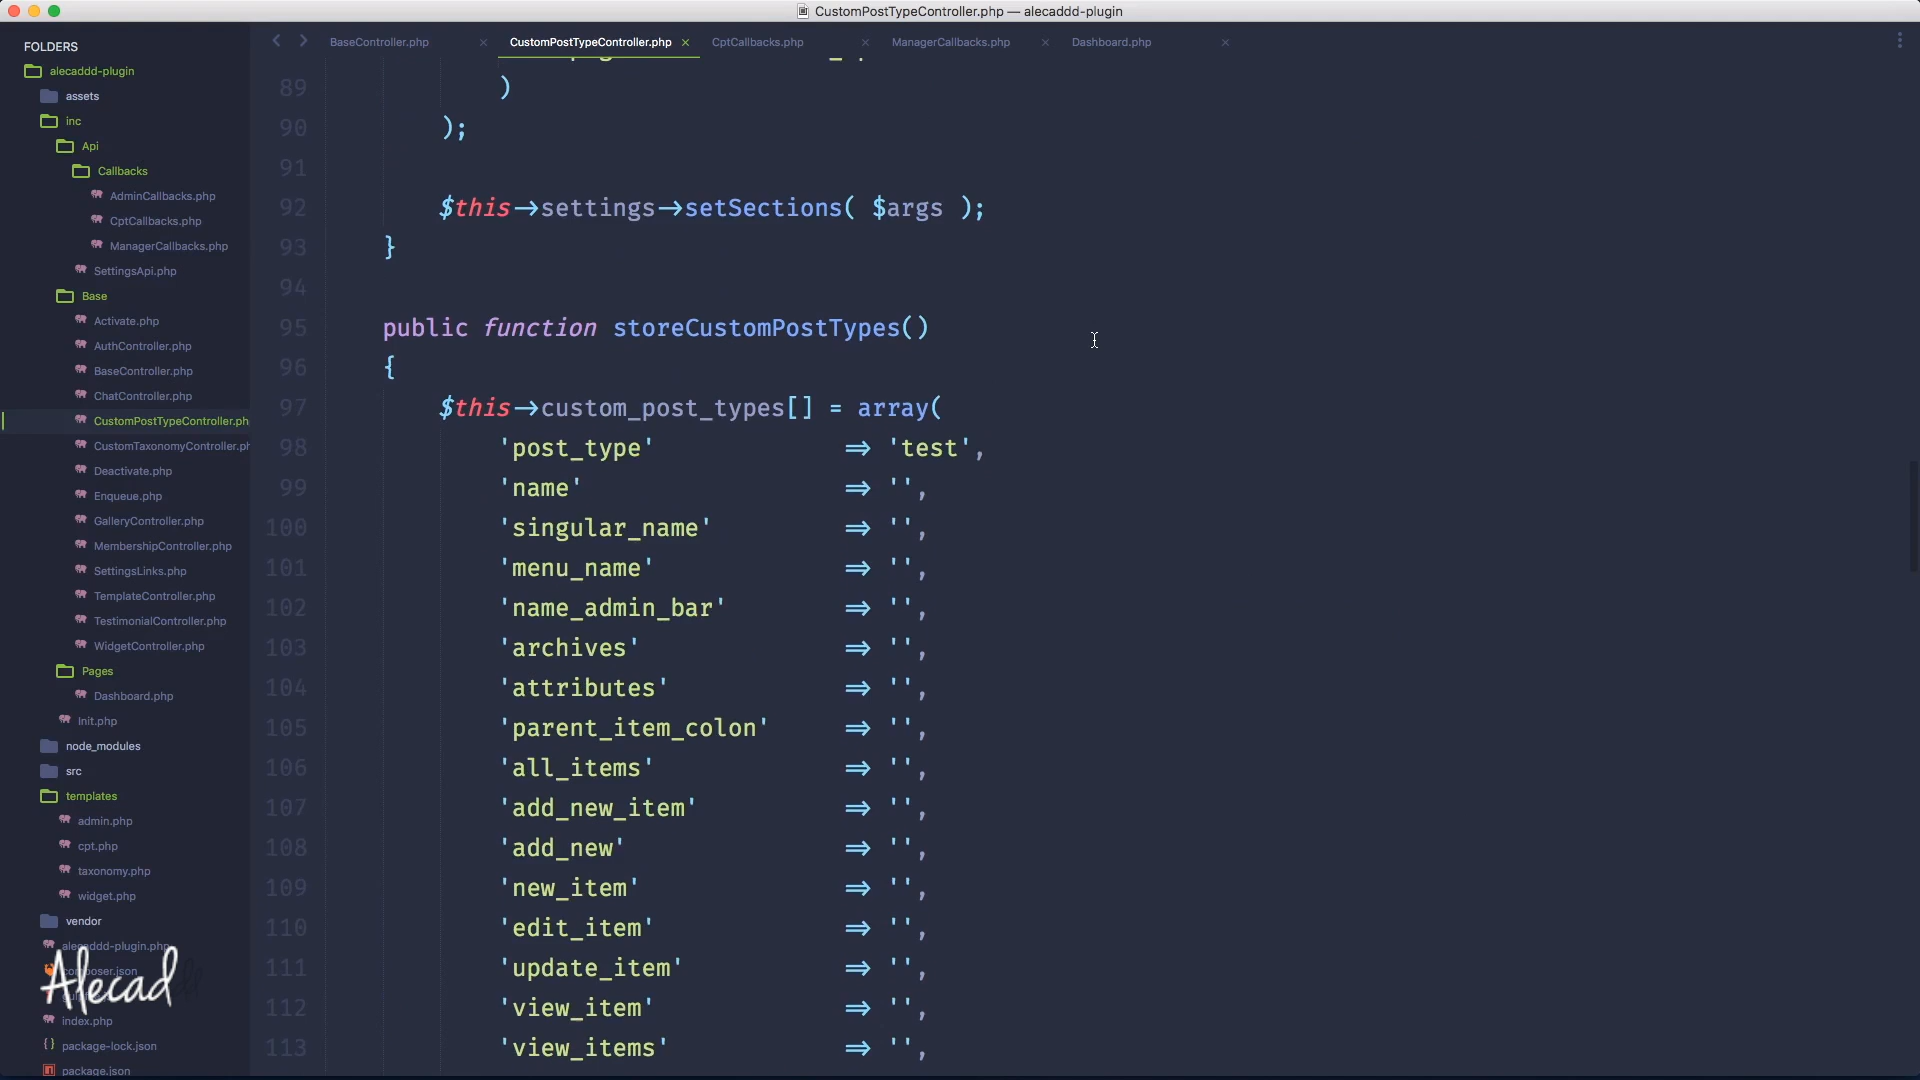 CustomPostTypeController.php — alecaddd-plugin
FOLDERS
alecaddd-plugin
assets
inc
Api
Callbacks
AdminCallbacks.php
CptCallbacks.php
ManagerCallbacks.php
SettingsApi.php
Base
Activate.php
AuthController.php
BaseController.php
ChatController.php
CustomPostTypeController.ph
CustomTaxonomyController.ph
Deactivate.php
Enqueue.php
GalleryController.php
MembershipController.php
SettingsLinks.php
TemplateController.php
TestimonialController.php
WidgetController.php
Pages
Dashboard.php
Init.php
node_modules
src
templates
admin.php
cpt.php
taxonomy.php
widget.php
vendor
alecaddd-plugin.php
composer.json
index.php
package-lock.json
package.json
Alecad
BaseController.php
CustomPostTypeController.php
CptCallbacks.php
ManagerCallbacks.php
Dashboard.php
89 )
90 );
91
92 $this->settings->setSections( $args );
93 }
94
95 public function storeCustomPostTypes()
96 {
97 $this->custom_post_types[] = array(
98 'post_type' => 'test',
99 'name' => '',
100 'singular_name' => '',
101 'menu_name' => '',
102 'name_admin_bar' => '',
103 'archives' => '',
104 'attributes' => '',
105 'parent_item_colon' => '',
106 'all_items' => '',
107 'add_new_item' => '',
108 'add_new' => '',
109 'new_item' => '',
110 'edit_item' => '',
111 'update_item' => '',
112 'view_item' => '',
113 'view_items' => '',